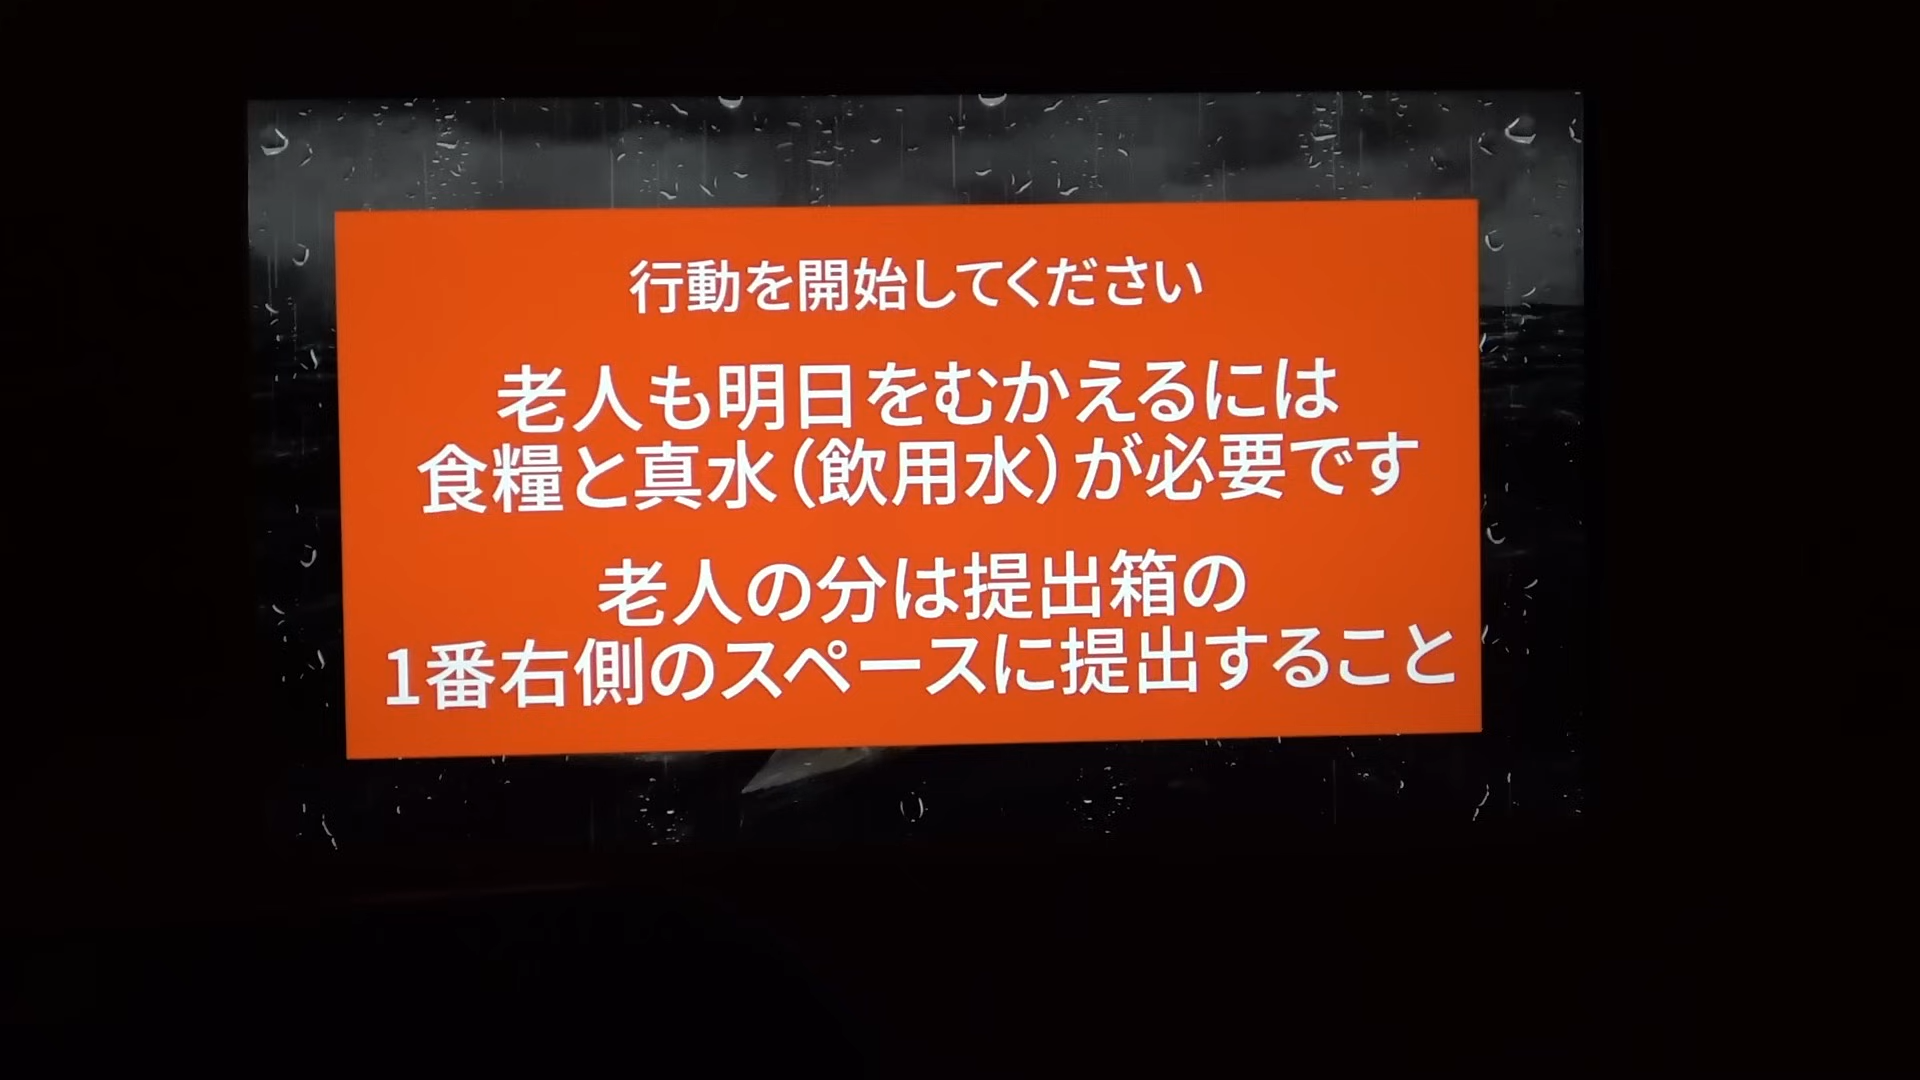 行動を開始してください
老人も明日をむかえるには
食糧と真水(飲用水)が必要です
老人の分は提出箱の
1番右側のスペースに提出すること